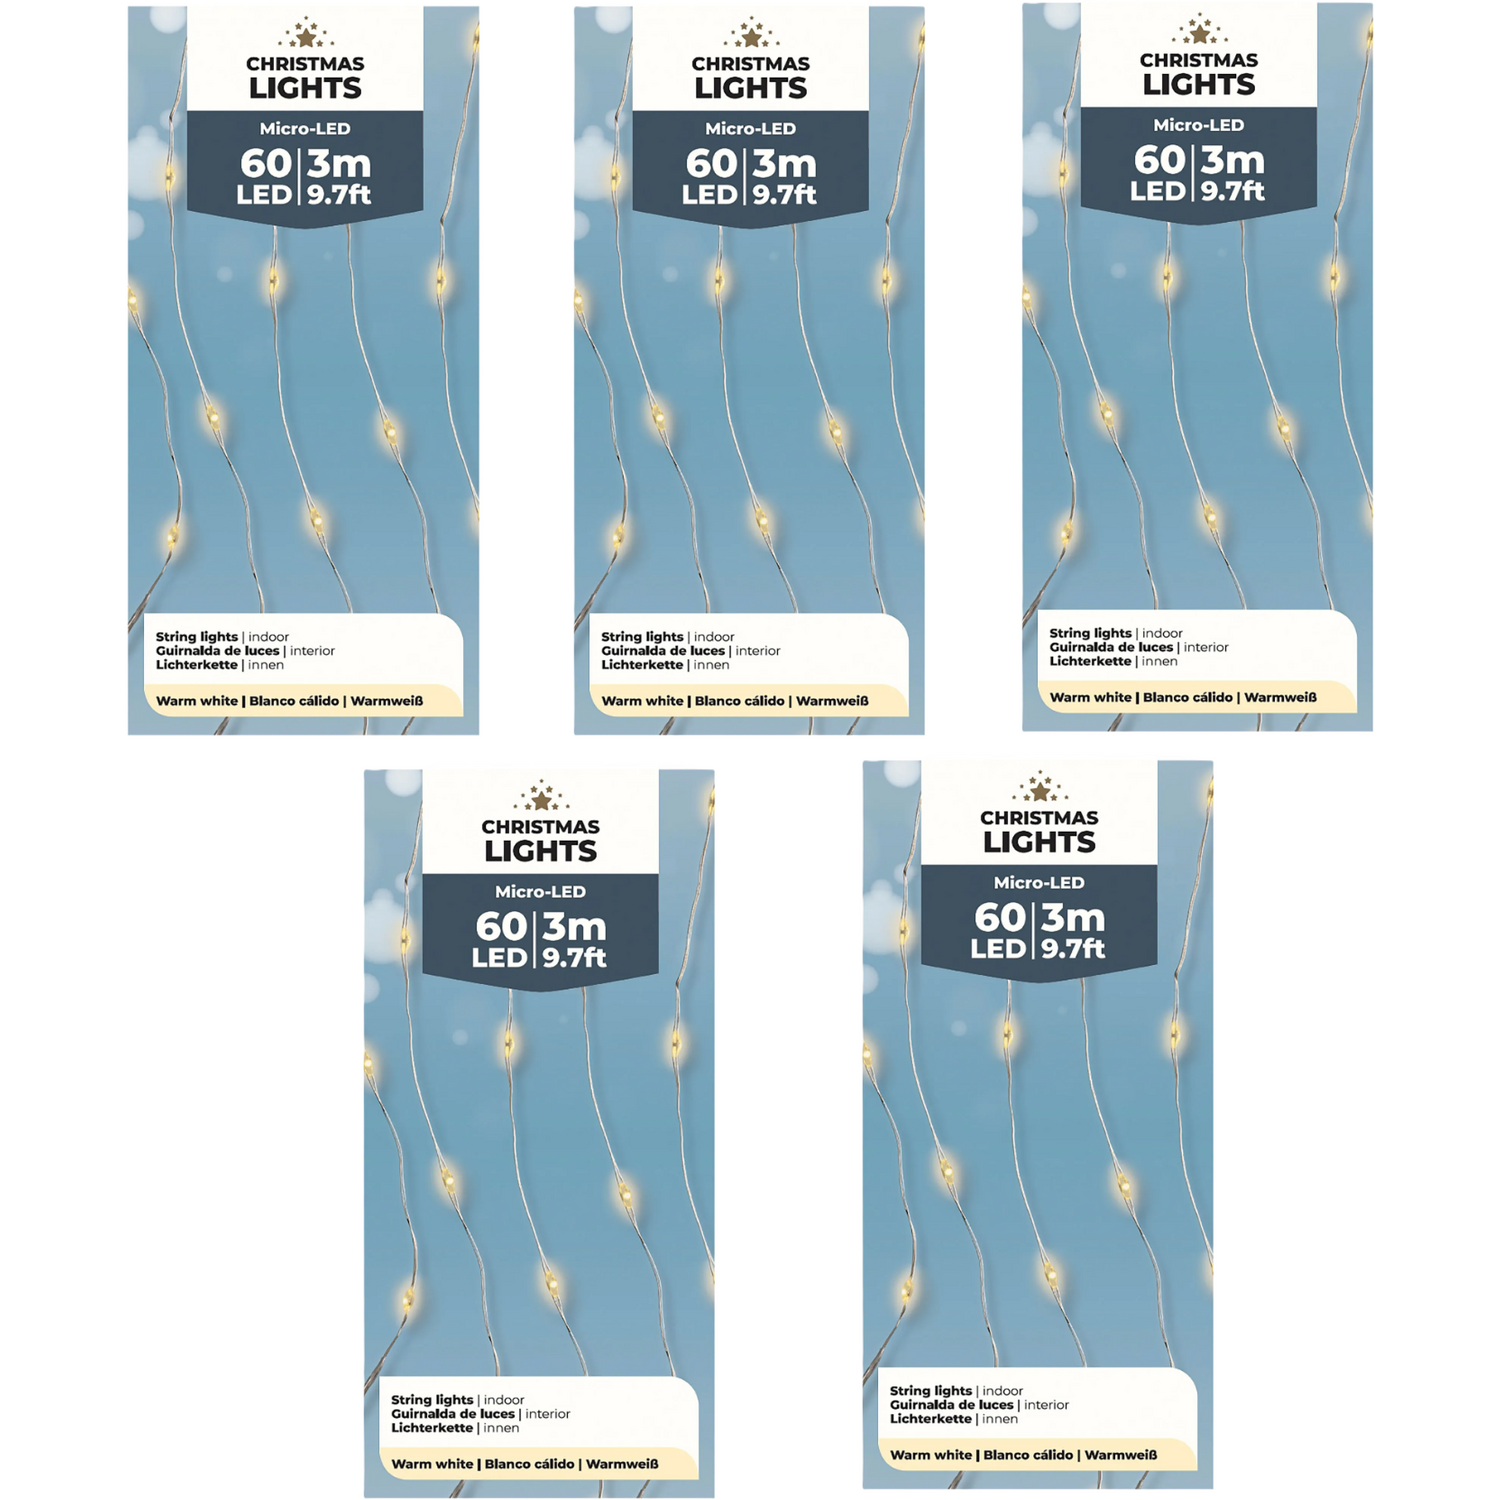 CHRISTMAS
LIGHTS
Micro-LED
60 | 3m
LED | 9.7ft
String lights | indoor
Guirnalda de luces | interior
Lichterkette | innen
Warm white | Blanco cálido | Warmweiß
CHRISTMAS
LIGHTS
Micro-LED
60 | 3m
LED | 9.7ft
String lights | indoor
Guirnalda de luces | interior
Lichterkette | innen
Warm white | Blanco cálido | Warmweiß
CHRISTMAS
LIGHTS
Micro-LED
60 | 3m
LED | 9.7ft
String lights | indoor
Guirnalda de luces | interior
Lichterkette | innen
Warm white | Blanco cálido | Warmweiß
CHRISTMAS
LIGHTS
Micro-LED
60 | 3m
LED | 9.7ft
String lights | indoor
Guirnalda de luces | interior
Lichterkette | innen
Warm white | Blanco cálido | Warmweiß
CHRISTMAS
LIGHTS
Micro-LED
60 | 3m
LED | 9.7ft
String lights | indoor
Guirnalda de luces | interior
Lichterkette | innen
Warm white | Blanco cálido | Warmweiß